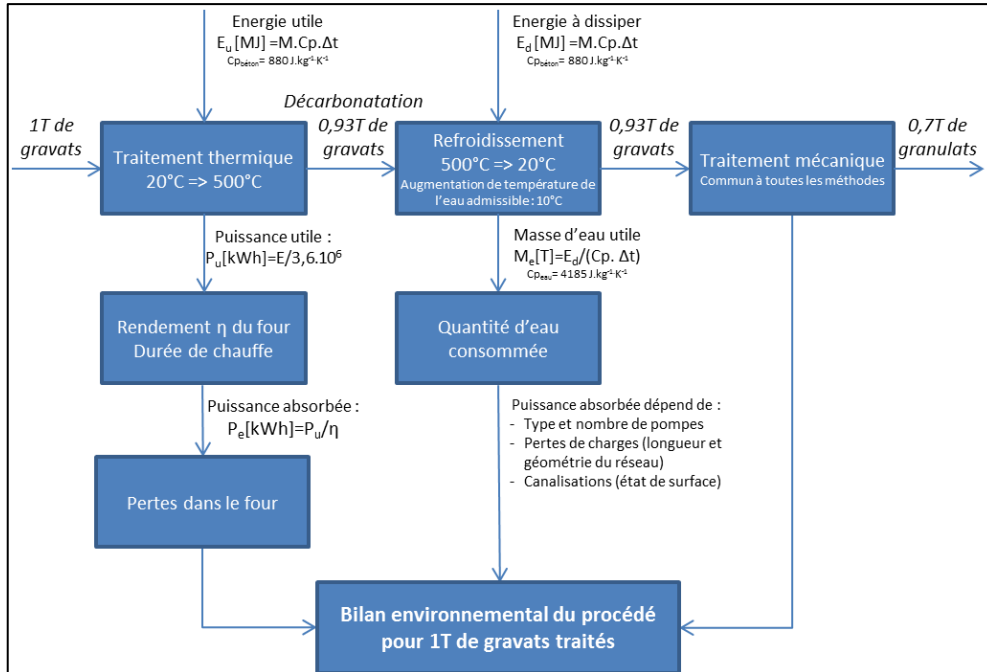 Energie utile
Eᵤ [MJ] =M.Cp.Δt
Cp_béton= 880 J.kg⁻¹·K⁻¹
Energie à dissiper
E_d [MJ] =M.Cp.Δt
Cp_béton= 880 J.kg⁻¹·K⁻¹
1T de
gravats
Traitement thermique
20°C => 500°C
Décarbonatation
0,93T de
gravats
Refroidissement
500°C => 20°C
Augmentation de température de
l’eau admissible : 10°C
0,93T de
gravats
Traitement mécanique
Commun à toutes les méthodes
0,7T de
granulats
Puissance utile :
Pᵤ[kWh]=E/3,6.10⁶
Masse d’eau utile
Mₑ[T]=E_d/(Cp. Δt)
Cp_eau= 4185 J.kg⁻¹·K⁻¹
Rendement η du four
Durée de chauffe
Quantité d’eau
consommée
Puissance absorbée :
Pₑ[kWh]=Pᵤ/η
Puissance absorbée dépend de :
- Type et nombre de pompes
- Pertes de charges (longueur et
géométrie du réseau)
- Canalisations (état de surface)
Pertes dans le four
Bilan environnemental du procédé
pour 1T de gravats traités